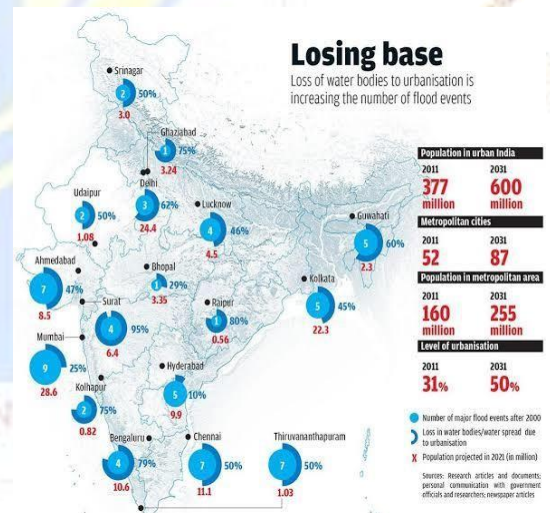 Losing base
Loss of water bodies to urbanisation is
increasing the number of flood events
Srinagar
2 50%
3.0
Ghaziabad
1 75%
3.24
Delhi
3 62%
24.4
Udaipur
2 50%
1.08
Lucknow
4 46%
4.5
Guwahati
5 60%
2.3
Ahmedabad
7 47%
8.5
Bhopal
1 29%
3.35
Kolkata
5 45%
22.3
Surat
4 95%
6.4
Raipur
1 80%
0.56
Mumbai
9 25%
28.6
Hyderabad
5 10%
9.9
Kolhapur
2 75%
0.82
Bengaluru
4 79%
10.6
Chennai
7 50%
11.1
Thiruvananthapuram
7 50%
1.03
Population in urban India
2011 2031
377 600
million million
Metropolitan cities
2011 2031
52 87
Population in metropolitan area
2011 2031
160 255
million million
Level of urbanisation
2011 2031
31% 50%
Number of major flood events after 2000
Loss in water bodies/water spread due
to urbanisation
X Population projected in 2021 (in million)
Sources: Research articles and documents;
personal communication with government
officials and researchers; newspaper articles